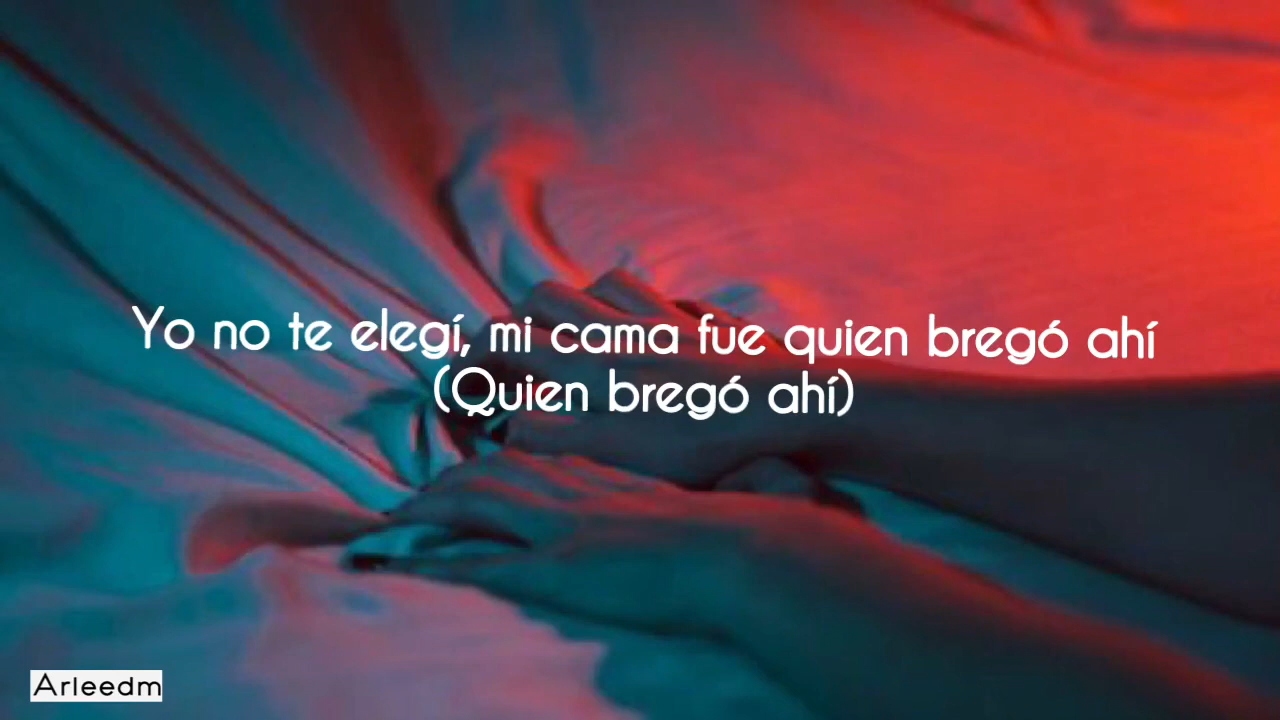 Yo no te elegí, mi cama fue quien bregó ahí
(Quien bregó ahí)
Arleedm